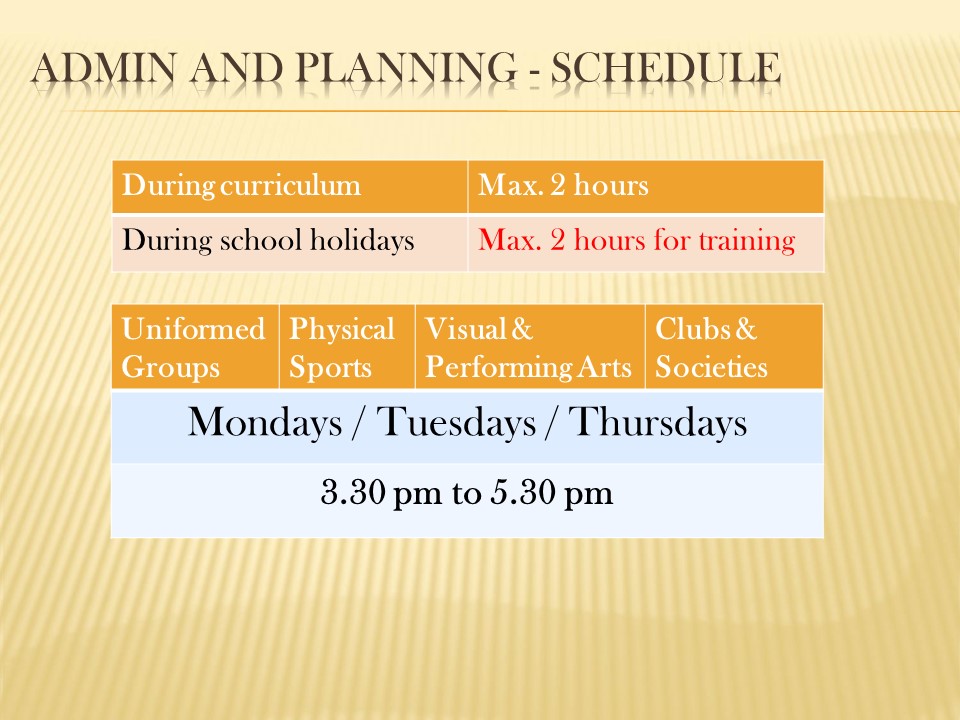 ADMIN AND PLANNING - SCHEDULE
During curriculum Max. 2 hours
During school holidays Max. 2 hours for training
Uniformed Groups Physical Sports Visual & Performing Arts Clubs & Societies
Mondays / Tuesdays / Thursdays
3.30 pm to 5.30 pm